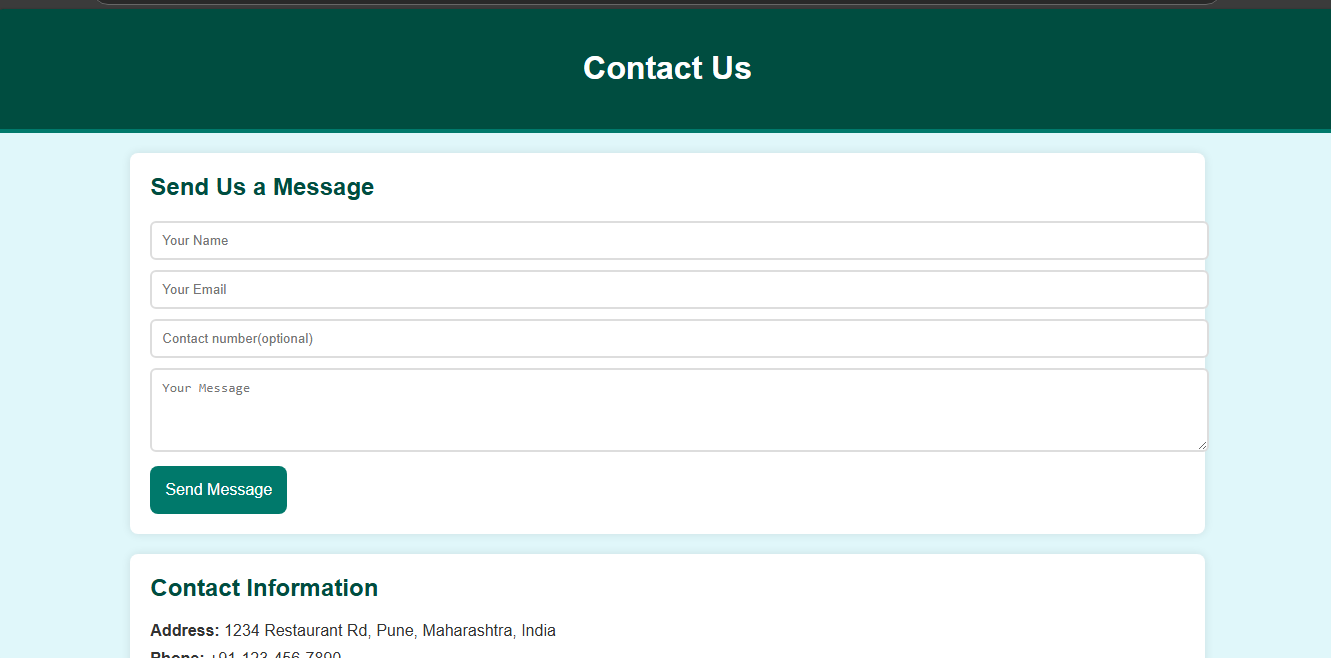 Contact Us
Send Us a Message
Your Name
Your Email
Contact number(optional)
Your Message
Send Message
Contact Information
Address: 1234 Restaurant Rd, Pune, Maharashtra, India
Phone: +91 123 456 7890